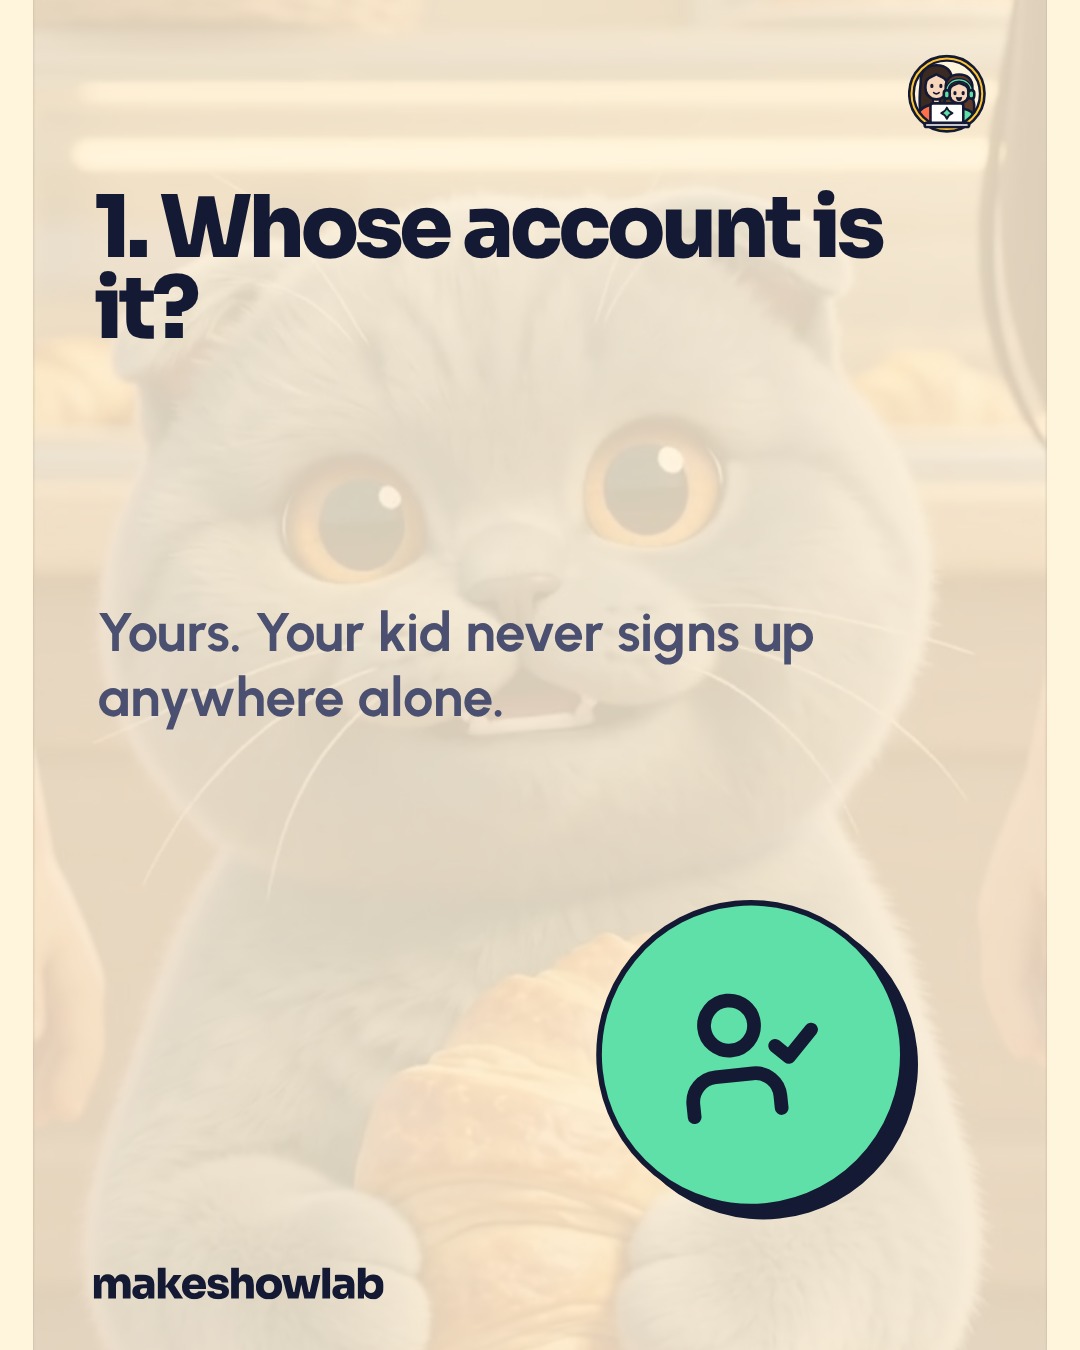 1. Whose account is
it?
Yours. Your kid never signs up
anywhere alone.
makeshowlab